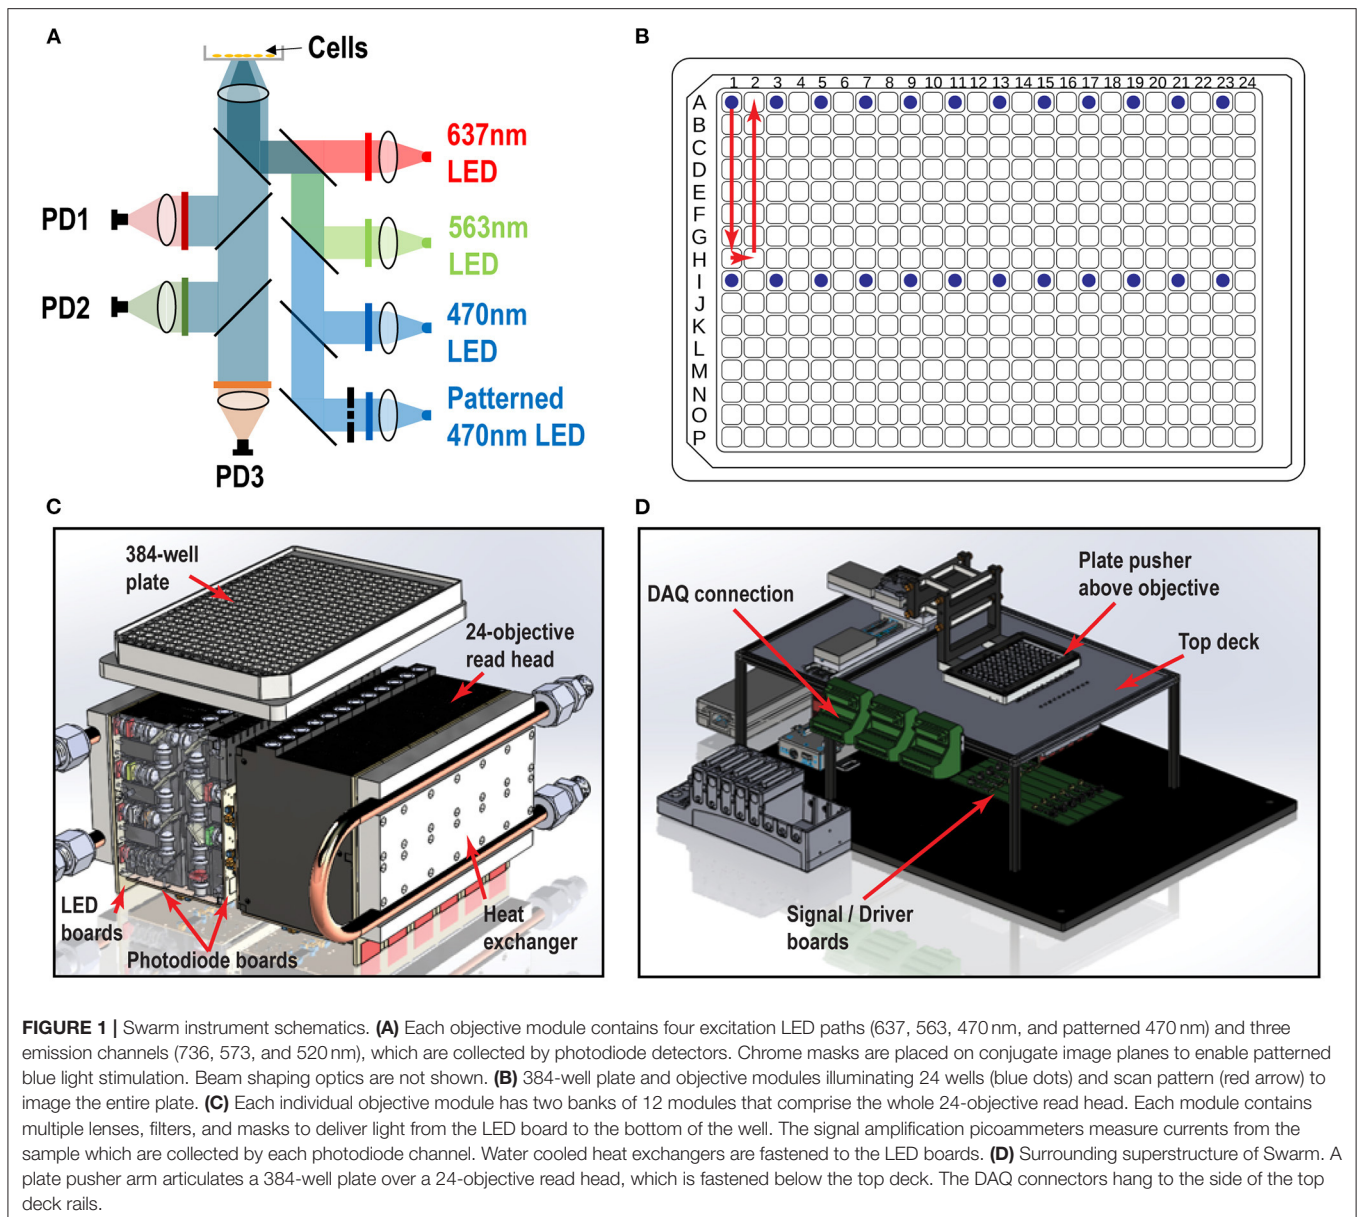 A
Cells
637nm
LED
PD1
563nm
LED
PD2
470nm
LED
Patterned
470nm LED
PD3
B
1 2 3 4 5 6 7 8 9 10 11 12 13 14 15 16 17 18 19 20 21 22 23 24
A
B
C
D
E
F
G
H
I
J
K
L
M
N
O
P
C
384-well
plate
24-objective
read head
LED
boards
Photodiode boards
Heat
exchanger
D
DAQ connection
Plate pusher
above objective
Top deck
Signal / Driver
boards
FIGURE 1 | Swarm instrument schematics. (A) Each objective module contains four excitation LED paths (637, 563, 470 nm, and patterned 470 nm) and three
emission channels (736, 573, and 520 nm), which are collected by photodiode detectors. Chrome masks are placed on conjugate image planes to enable patterned
blue light stimulation. Beam shaping optics are not shown. (B) 384-well plate and objective modules illuminating 24 wells (blue dots) and scan pattern (red arrow) to
image the entire plate. (C) Each individual objective module has two banks of 12 modules that comprise the whole 24-objective read head. Each module contains
multiple lenses, filters, and masks to deliver light from the LED board to the bottom of the well. The signal amplification picoammeters measure currents from the
sample which are collected by each photodiode channel. Water cooled heat exchangers are fastened to the LED boards. (D) Surrounding superstructure of Swarm. A
plate pusher arm articulates a 384-well plate over a 24-objective read head, which is fastened below the top deck. The DAQ connectors hang to the side of the top
deck rails.